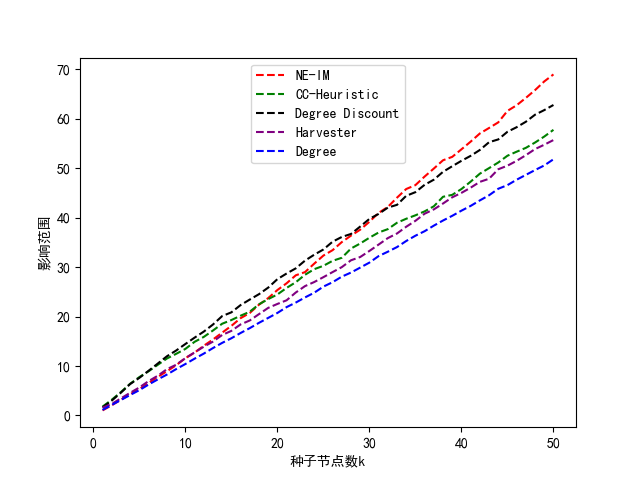 NE-IM
CC-Heuristic
Degree Discount
Harvester
Degree
70
60
50
40
30
20
10
0
影响范围
0 10 20 30 40 50
种子节点数k